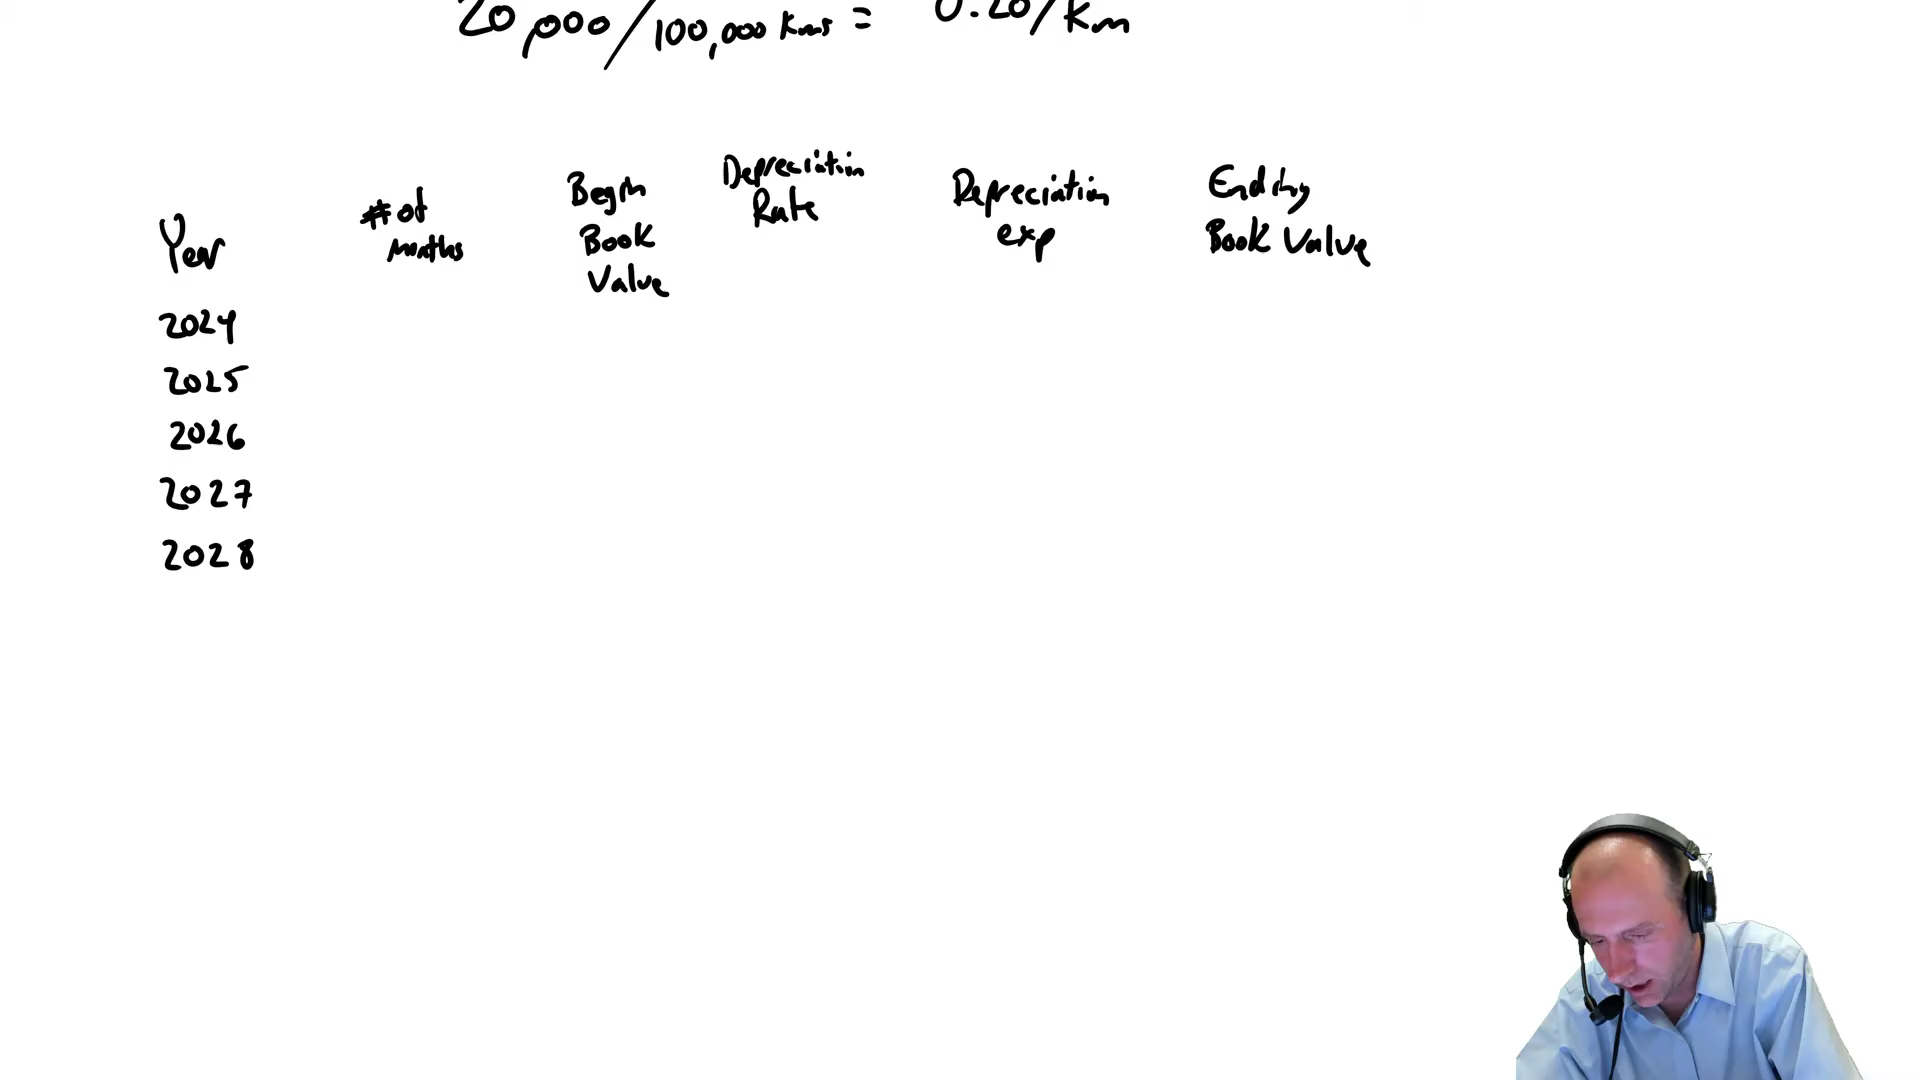 20,000/100,000 kms = 0.20/km
Year # of months Begin Book Value Depreciation Rate Depreciation exp Ending Book Value
2024
2025
2026
2027
2028